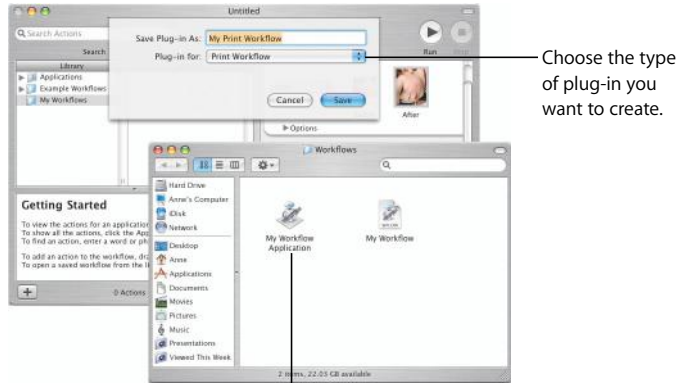 Untitled
Search Actions
Save Plug-in As: My Print Workflow
Plug-in for: Print Workflow
Cancel Save
Run
Search
Library
Applications
Example Workflows
My Workflows
After
Options
Choose the type
of plug-in you
want to create.
Getting Started
To view the actions for an application
To show all the actions, click the App
To find an action, enter a word or ph
To add an action to the workflow, dra
To open a saved workflow from the li
0 Actions
Workflows
Hard Drive
Anne's Computer
iDisk
Network
Desktop
Anne
Applications
Documents
Movies
Pictures
Music
Presentations
Viewed This Week
My Workflow
Application
My Workflow
2 items, 22.03 GB available